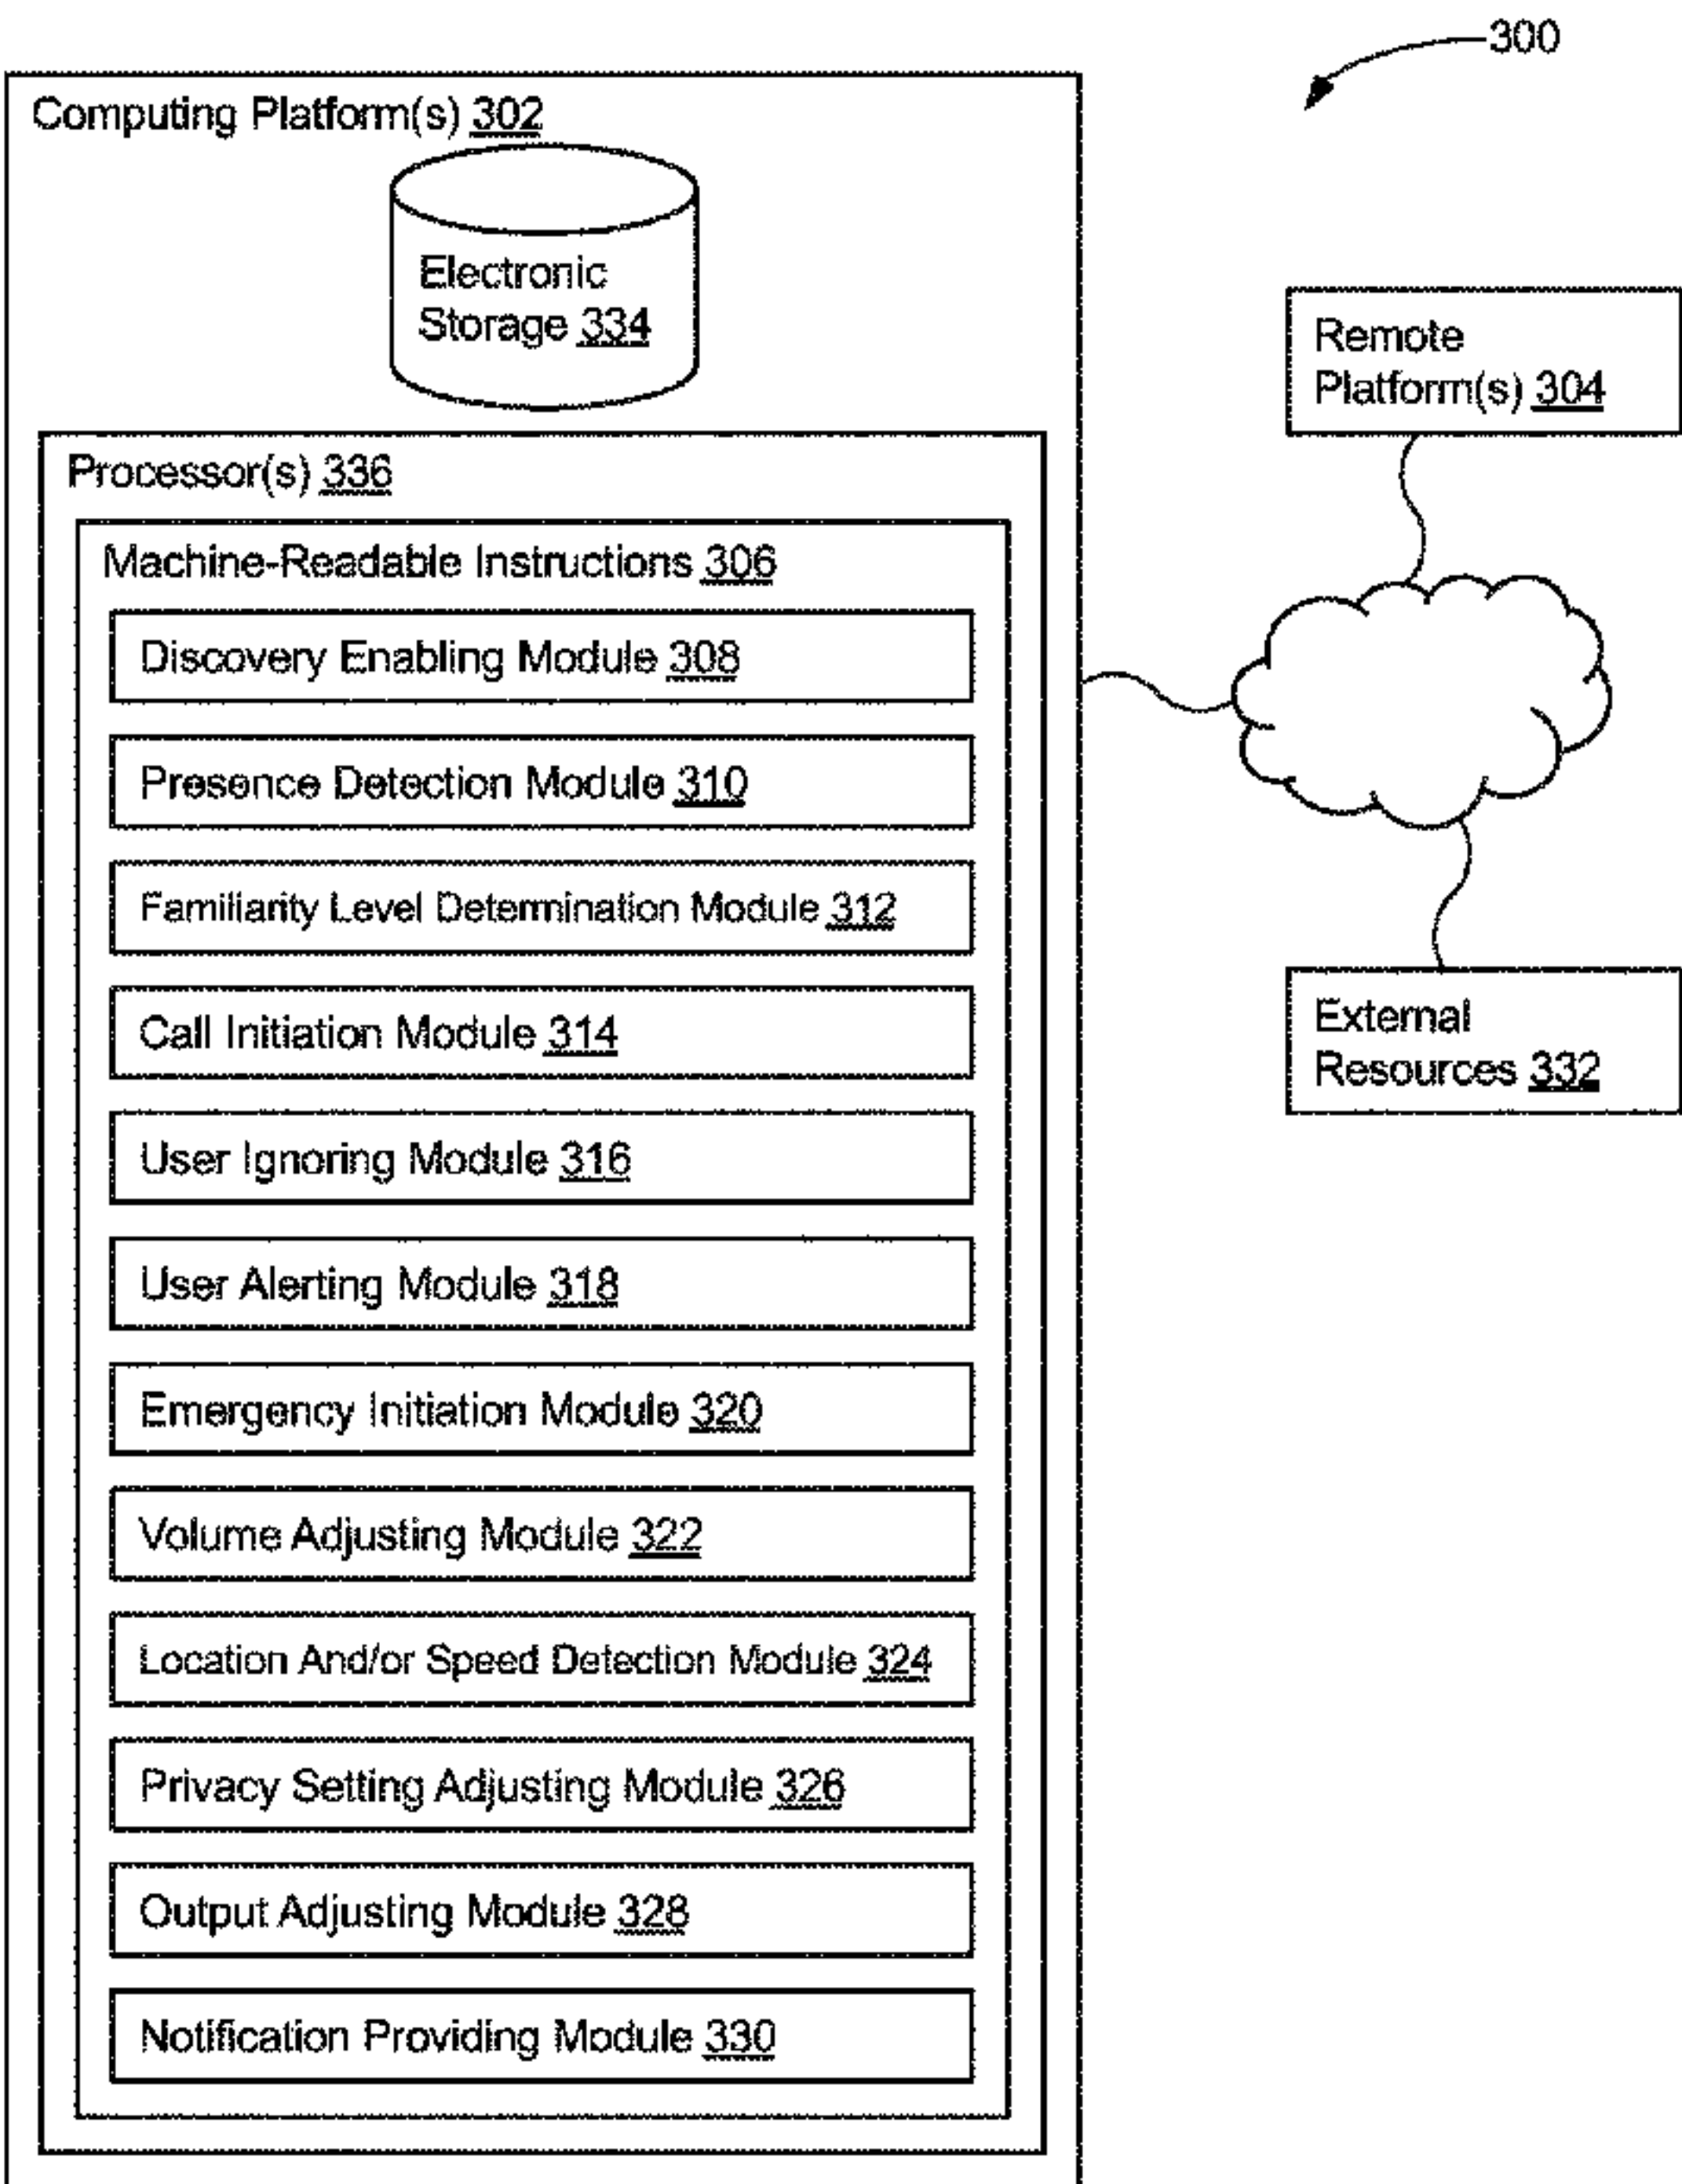 300
Computing Platform(s) 302
Electronic
Storage 334
Remote
Platform(s) 304
Processor(s) 336
Machine-Readable Instructions 306
Discovery Enabling Module 308
Presence Detection Module 310
Familiarity Level Determination Module 312
Call Initiation Module 314
External
Resources 332
User Ignoring Module 316
User Alerting Module 318
Emergency Initiation Module 320
Volume Adjusting Module 322
Location And/or Speed Detection Module 324
Privacy Setting Adjusting Module 326
Output Adjusting Module 328
Notification Providing Module 330